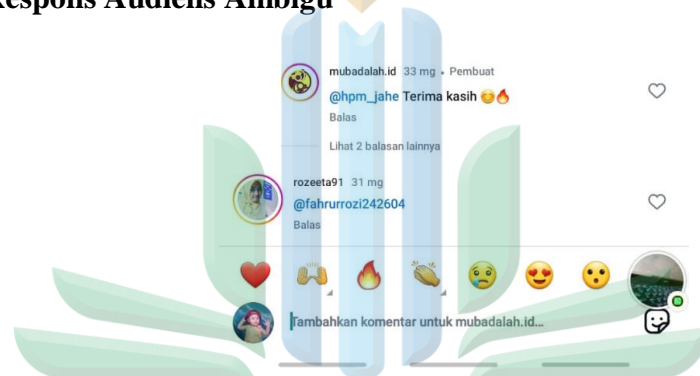 Respons Audiens Ambigu
mubadalah.id 33 mg • Pembuat
@hpm_jahe Terima kasih 😊🔥
Balas
Lihat 2 balasan lainnya
rozeeta91 31 mg
@fahrurrozi242604
Balas
Tambahkan komentar untuk mubadalah.id...